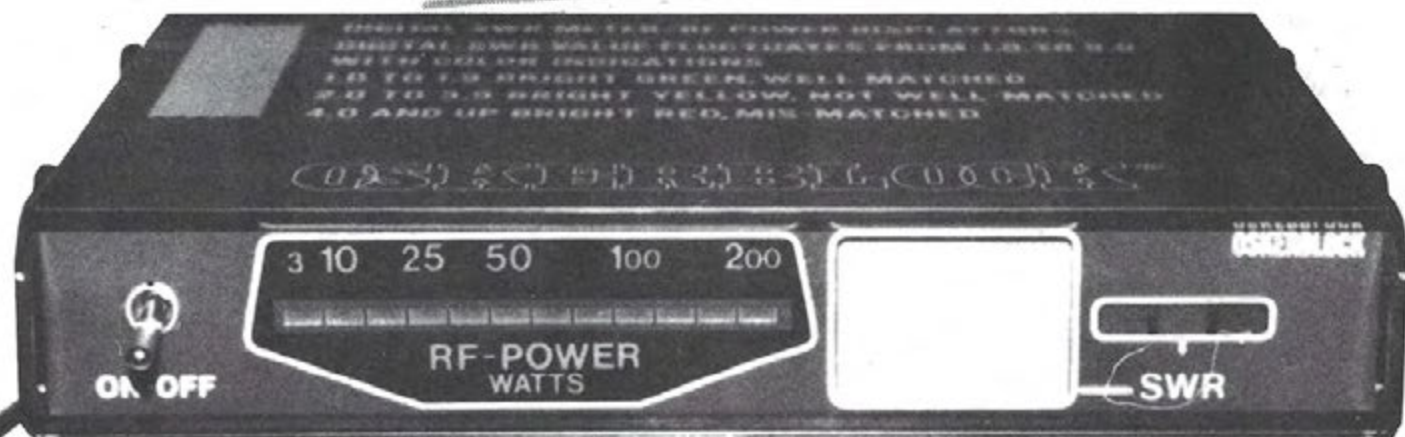 DIGITAL SWR METER/RF POWER DISPLAY
DIGITAL SWR VALUE FLUCTUATES FROM 1.0 TO 9.0
WITH COLOR INDICATIONS
1.0 TO 1.9 BRIGHT GREEN, WELL MATCHED
2.0 TO 3.9 BRIGHT YELLOW, NOT WELL MATCHED
4.0 AND UP BRIGHT RED, MIS-MATCHED
OSKERBLOCK
3 10 25 50 100 200
RF-POWER
WATTS
ON OFF
SWR